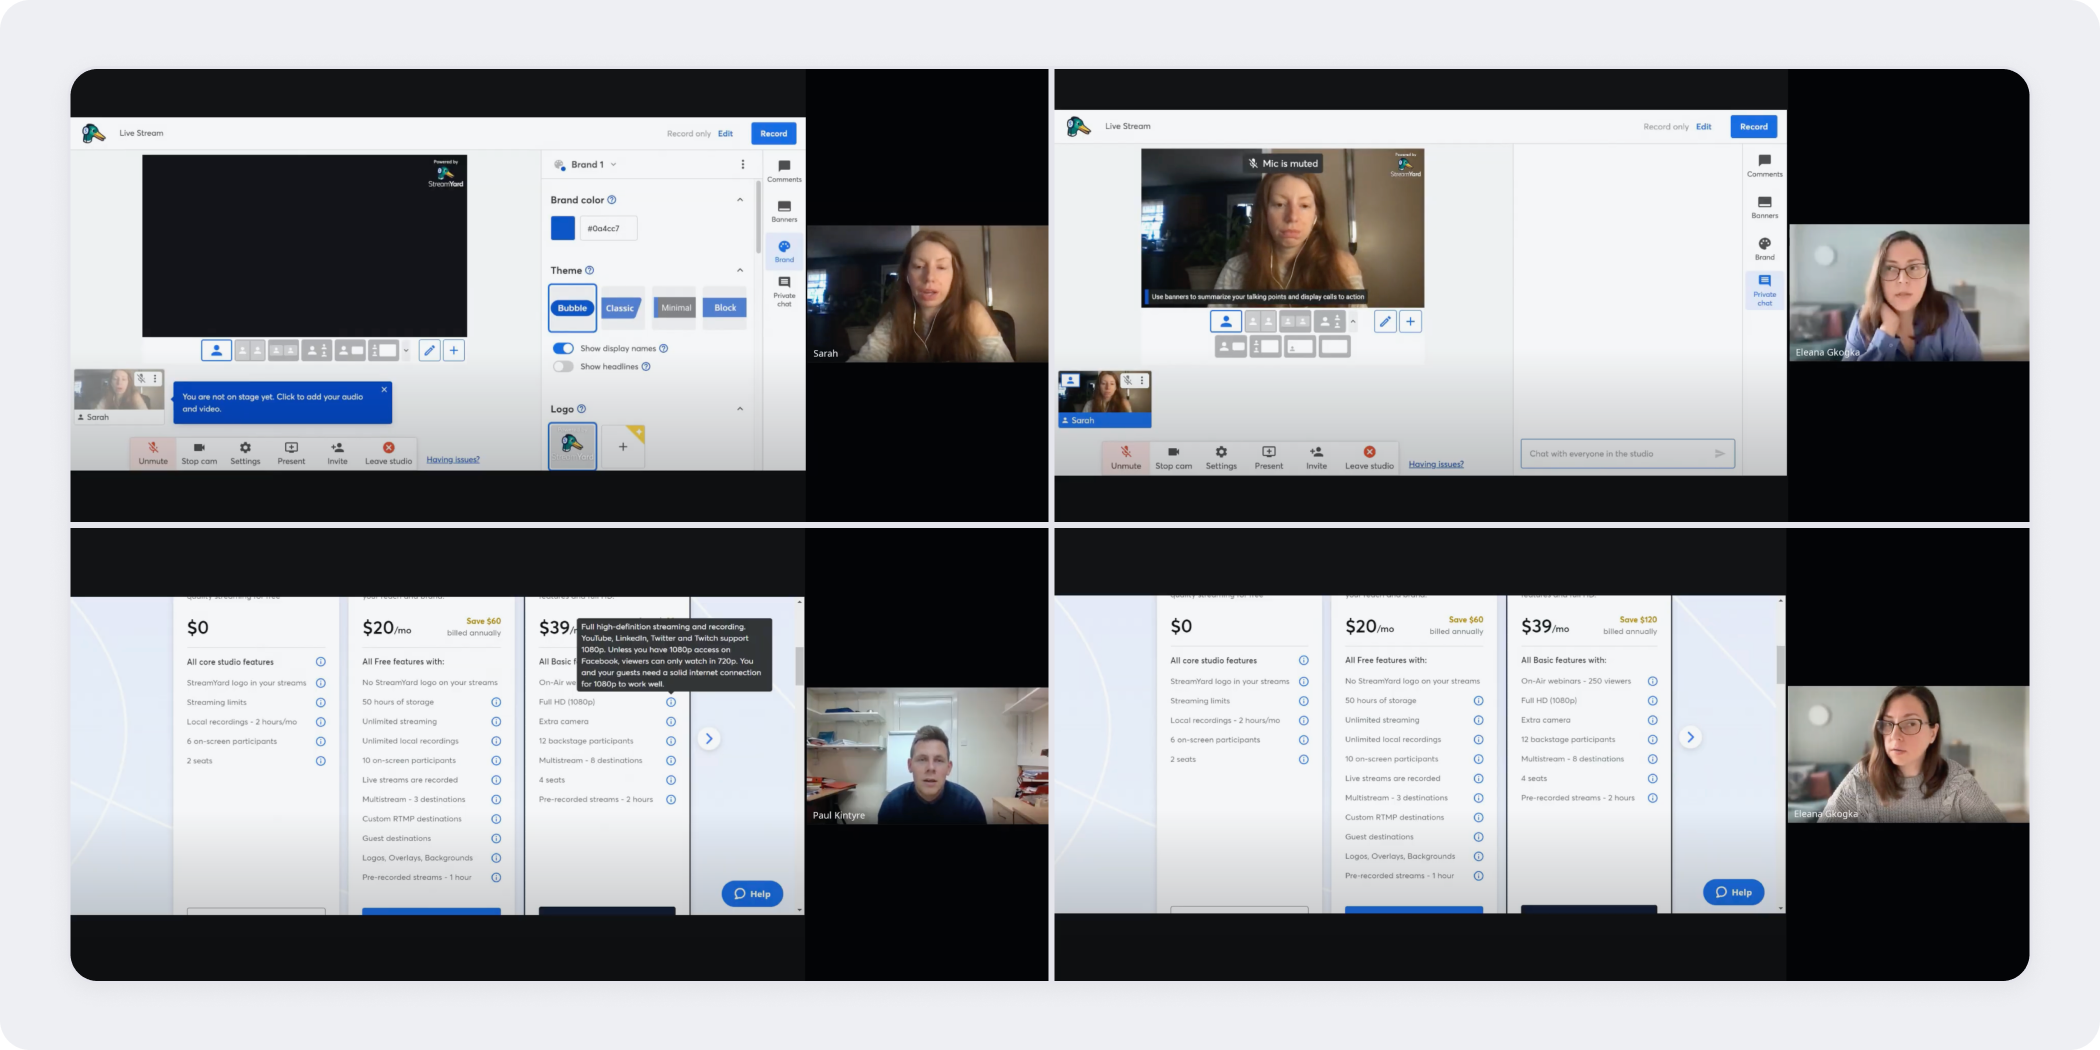 Live Stream
Record only Edit Record
Powered by
StreamYard
Brand 1
Comments
Brand color
Banners
#0a4cc7
Brand
Theme
Private
chat
Bubble Classic Minimal Block
Show display names
Show headlines
Logo
You are not on stage yet. Click to add your audio
and video.
Sarah
Unmute Stop cam Settings Present Invite Leave studio Having issues?
Sarah
Live Stream
Record only Edit Record
Mic is muted
Powered by
StreamYard
Comments
Banners
Brand
Private
chat
Use banners to summarize your talking points and display calls to action
Sarah
Chat with everyone in the studio
Unmute Stop cam Settings Present Invite Leave studio Having issues?
Eleana Gkogka
$0
All core studio features
StreamYard logo in your streams
Streaming limits
Local recordings - 2 hours/mo
6 on-screen participants
2 seats
$20/mo
Save $60
billed annually
All Free features with:
No StreamYard logo on your streams
50 hours of storage
Unlimited streaming
Unlimited local recordings
10 on-screen participants
Live streams are recorded
Multistream - 3 destinations
Custom RTMP destinations
Guest destinations
Logos, Overlays, Backgrounds
Pre-recorded streams - 1 hour
$39/
Full high-definition streaming and recording.
YouTube, LinkedIn, Twitter and Twitch support
1080p. Unless you have 1080p access on
Facebook, viewers can only watch in 720p. You
and your guests need a solid internet connection
for 1080p to work well.
All Basic
On-Air
Full HD (1080p)
Extra camera
12 backstage participants
Multistream - 8 destinations
4 seats
Pre-recorded streams - 2 hours
Help
Paul Kintyre
$0
All core studio features
StreamYard logo in your streams
Streaming limits
Local recordings - 2 hours/mo
6 on-screen participants
2 seats
$20/mo
Save $60
billed annually
All Free features with:
No StreamYard logo on your streams
50 hours of storage
Unlimited streaming
Unlimited local recordings
10 on-screen participants
Live streams are recorded
Multistream - 3 destinations
Custom RTMP destinations
Guest destinations
Logos, Overlays, Backgrounds
Pre-recorded streams - 1 hour
$39/mo
Save $120
billed annually
All Basic features with:
On-Air webinars - 250 viewers
Full HD (1080p)
Extra camera
12 backstage participants
Multistream - 8 destinations
4 seats
Pre-recorded streams - 2 hours
Help
Eleana Gkogka